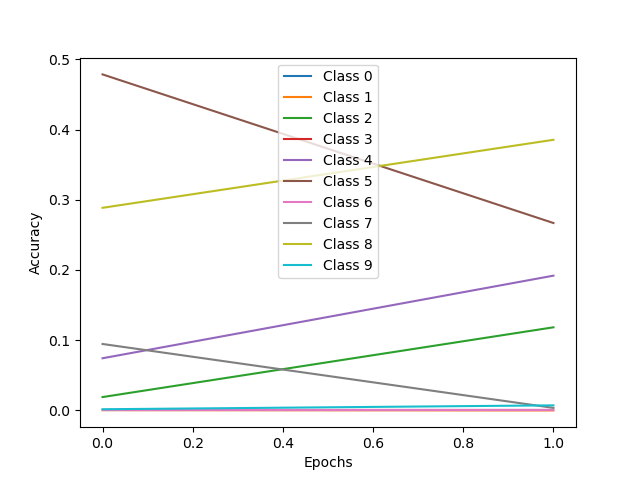 0.5
0.4
0.3
0.2
0.1
0.0
Accuracy
Class 0
Class 1
Class 2
Class 3
Class 4
Class 5
Class 6
Class 7
Class 8
Class 9
0.0 0.2 0.4 0.6 0.8 1.0
Epochs